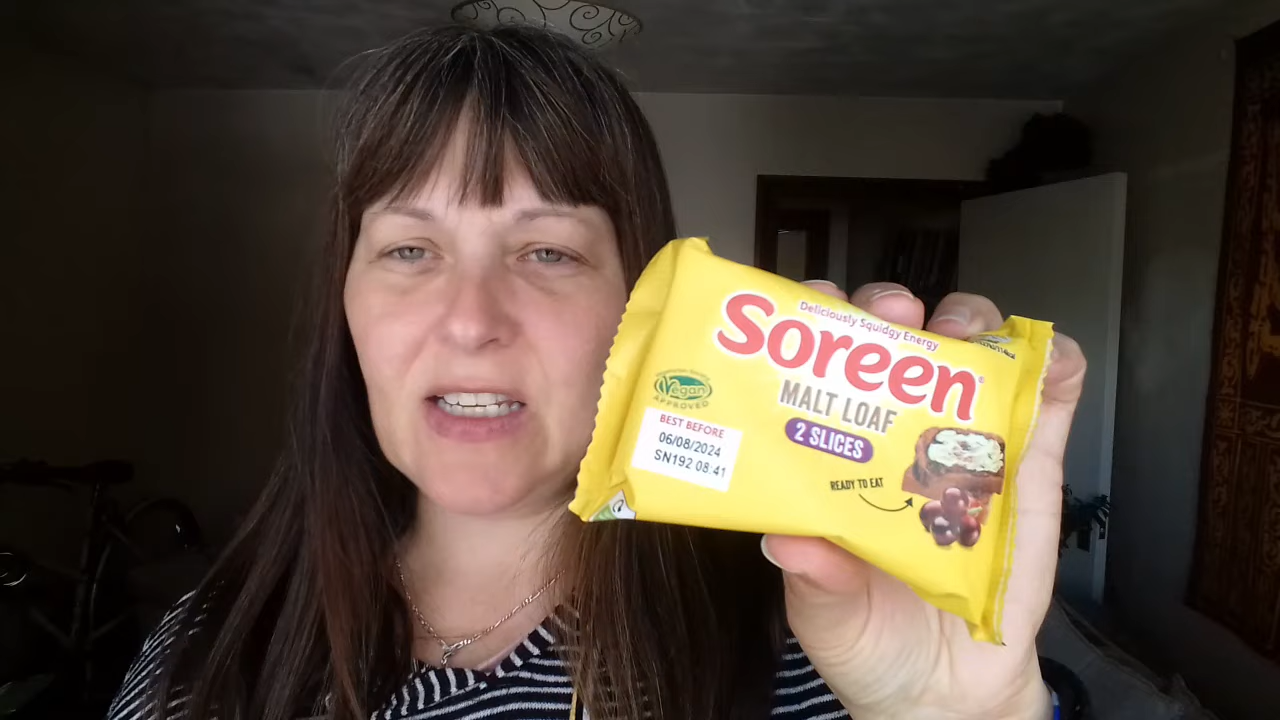 Deliciously Squidgy Energy
Soreen
MALT LOAF
2 SLICES
Vegan
APPROVED
BEST BEFORE
06/08/2024
SN192 08:41
READY TO EAT